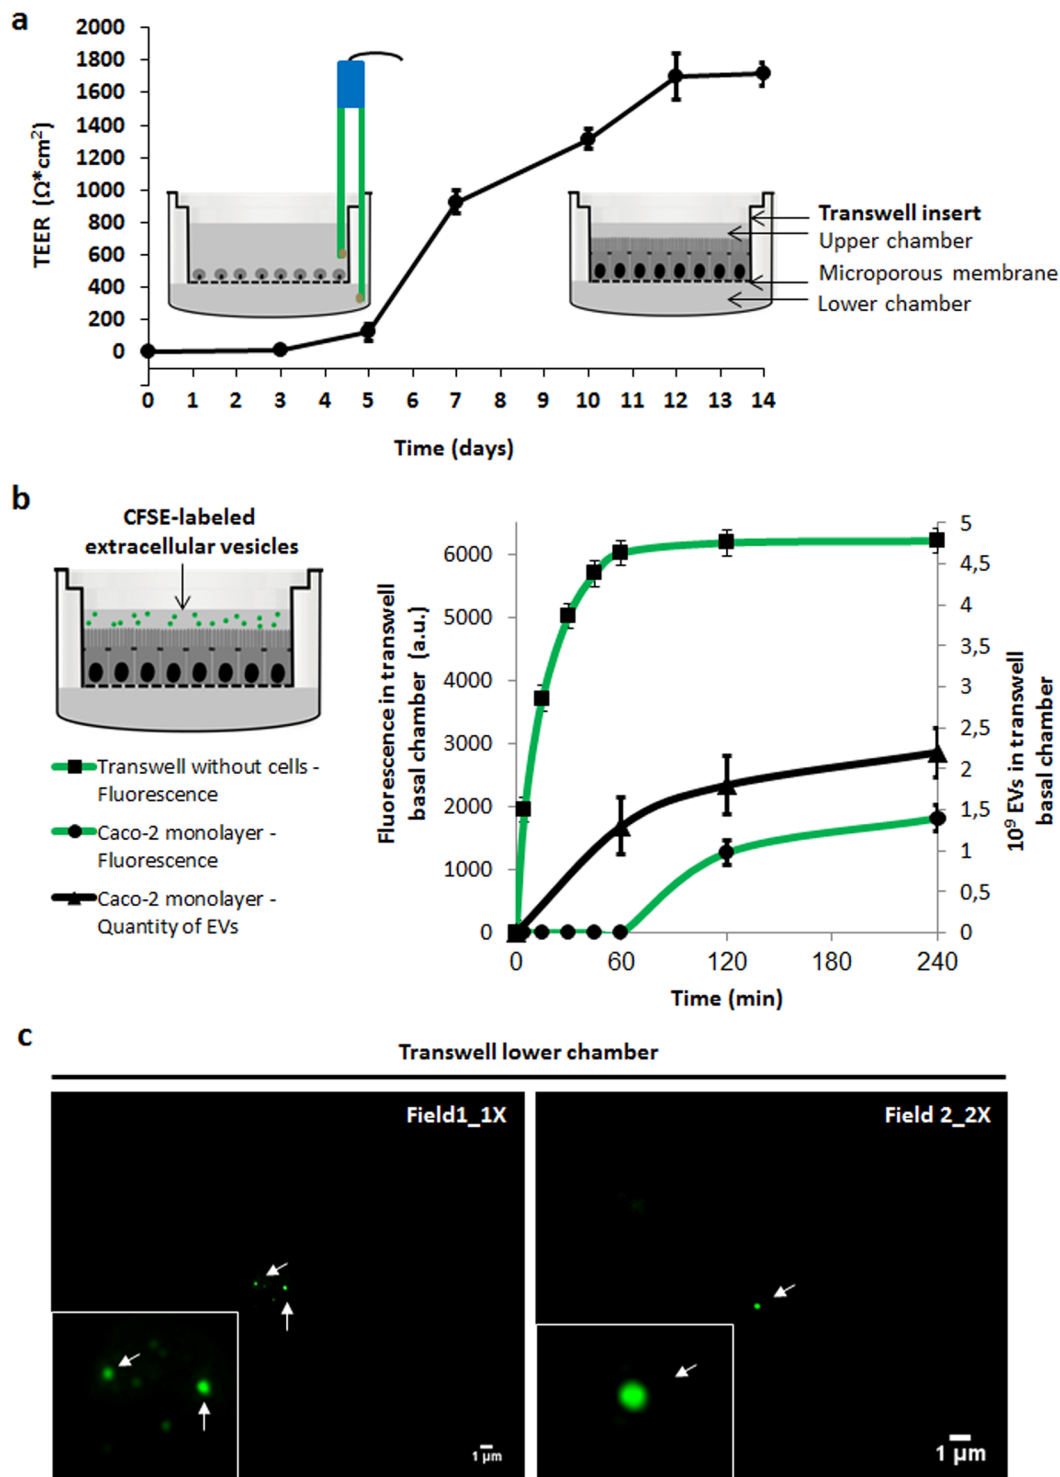 a
2000
1800
1600
1400
1200
1000
800
600
400
200
0
TEER (Ω*cm²)
Transwell insert
Upper chamber
Microporous membrane
Lower chamber
0 1 2 3 4 5 6 7 8 9 10 11 12 13 14
Time (days)
b
CFSE-labeled
extracellular vesicles
Transwell without cells -
Fluorescence
Caco-2 monolayer -
Fluorescence
Caco-2 monolayer -
Quantity of EVs
Fluorescence in transwell
basal chamber (a.u.)
6000
5000
4000
3000
2000
1000
0
5
4,5
4
3,5
3
2,5
2
1,5
1
0,5
0
10⁹ EVs in transwell
basal chamber
0 60 120 180 240
Time (min)
c
Transwell lower chamber
Field1_1X
1 µm
Field 2_2X
1 µm